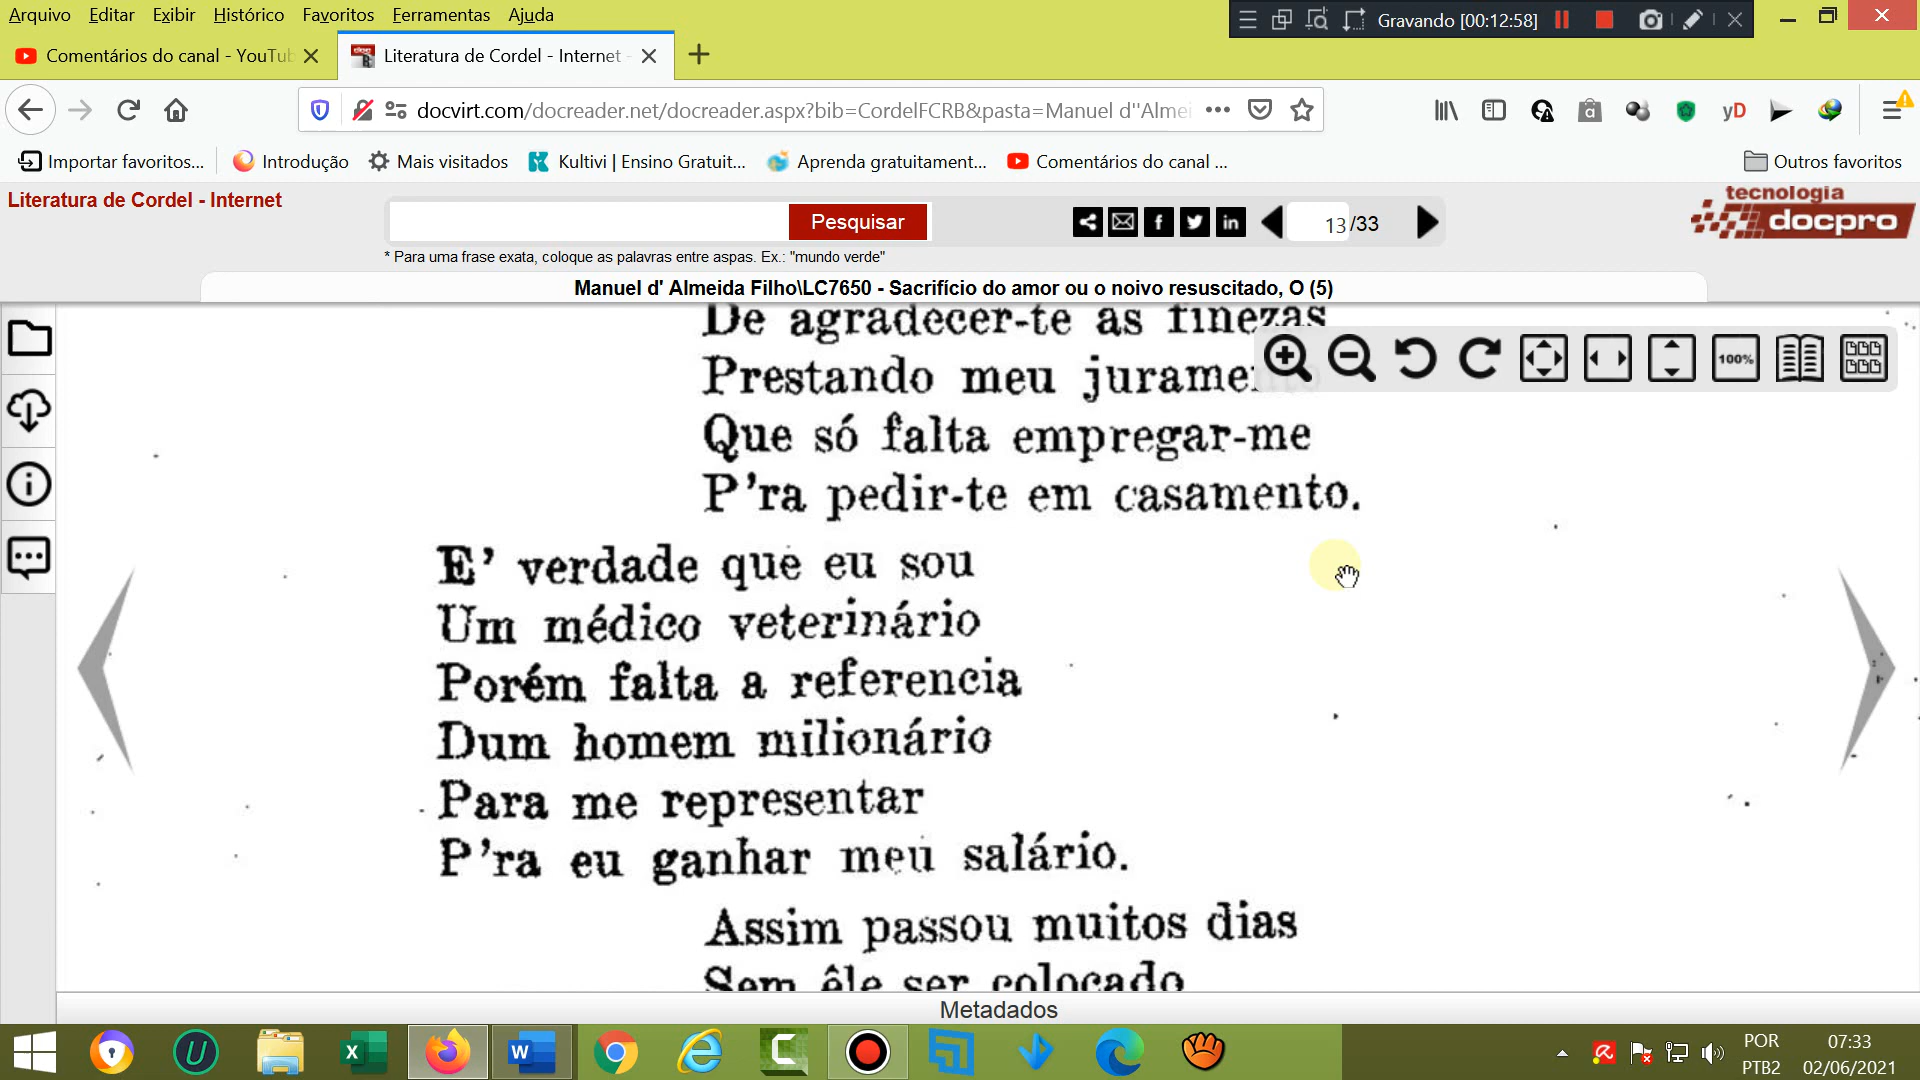 Arquivo Editar Exibir Histórico Favoritos Ferramentas Ajuda
Gravando [00:12:58]
Comentários do canal - YouTub
Literatura de Cordel - Internet -
docvirt.com/docreader.net/docreader.aspx?bib=CordelFCRB&pasta=Manuel d''Almei
Importar favoritos... Introdução Mais visitados Kultivi | Ensino Gratuit... Aprenda gratuitament... Comentários do canal ... Outros favoritos
Literatura de Cordel - Internet
Pesquisar
13 /33
tecnologia
docpro
* Para uma frase exata, coloque as palavras entre aspas. Ex.: "mundo verde"
Manuel d' Almeida Filho\LC7650 - Sacrifício do amor ou o noivo resuscitado, O (5)
De agradecer-te as finezas
Prestando meu juramento
Que só falta empregar-me
P'ra pedir-te em casamento.
100%
E' verdade que eu sou
Um médico veterinário
Porém falta a referencia
Dum homem milionário
Para me representar
P'ra eu ganhar meu salário.
Assim passou muitos dias
Sem êle ser colocado
Metadados
POR
PTB2
07:33
02/06/2021